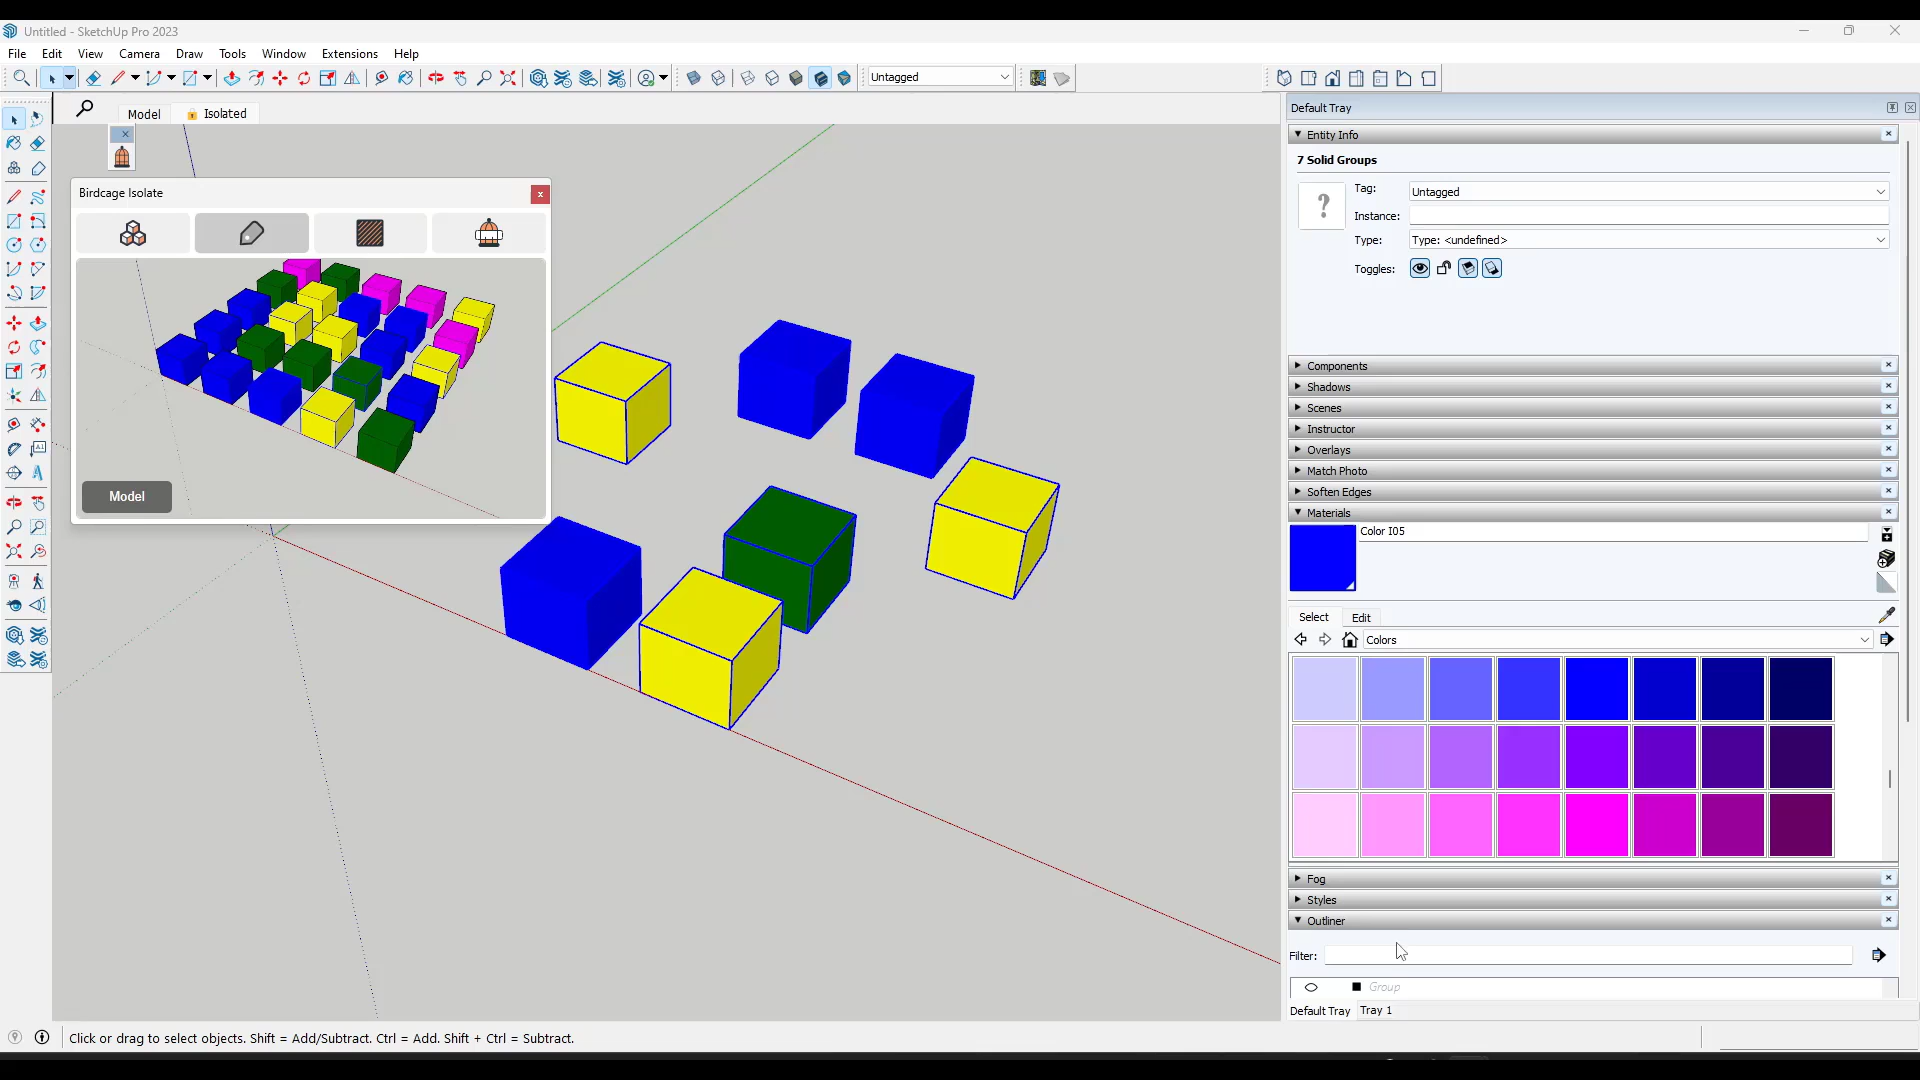 Untitled - SketchUp Pro 2023
File Edit View Camera Draw Tools Window Extensions Help
Untagged
Model Isolated
Birdcage Isolate
Model
Default Tray
Entity Info
7 Solid Groups
Tag: Untagged
Instance:
Type: Type: <undefined>
Toggles:
Components
Shadows
Scenes
Instructor
Overlays
Match Photo
Soften Edges
Materials
Color I05
Select Edit
Colors
Fog
Styles
Outliner
Filter:
Group
Default Tray Tray 1
Click or drag to select objects. Shift = Add/Subtract. Ctrl = Add. Shift + Ctrl = Subtract.